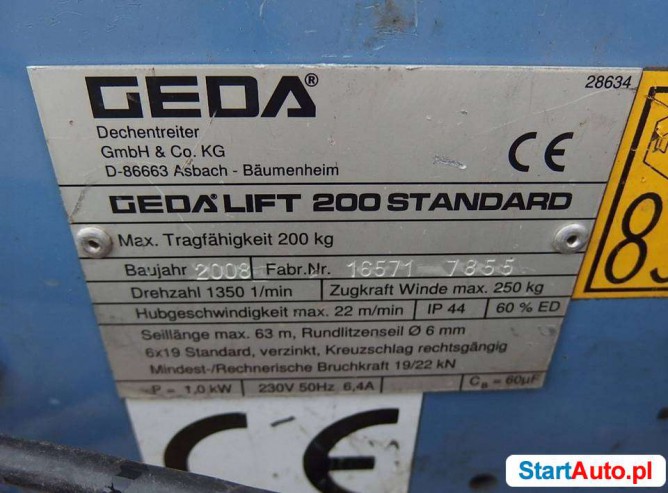 GEDA®
28634
Dechentreiter
GmbH & Co. KG
D-86663 Asbach - Bäumenheim
CE
GEDA® LIFT 200 STANDARD
Max. Tragfähigkeit 200 kg
Baujahr 2008 Fabr.Nr. 16571 7855
Drehzahl 1350 1/min Zugkraft Winde max. 250 kg
Hubgeschwindigkeit max. 22 m/min IP 44 60 % ED
Seillänge max. 63 m, Rundlitzenseil Ø 6 mm
6x19 Standard, verzinkt, Kreuzschlag rechtsgängig
Mindest-/Rechnerische Bruchkraft 19/22 kN
P = 1,0 kW 230V 50Hz 6,4A CB = 60µF
CE
StartAuto.pl